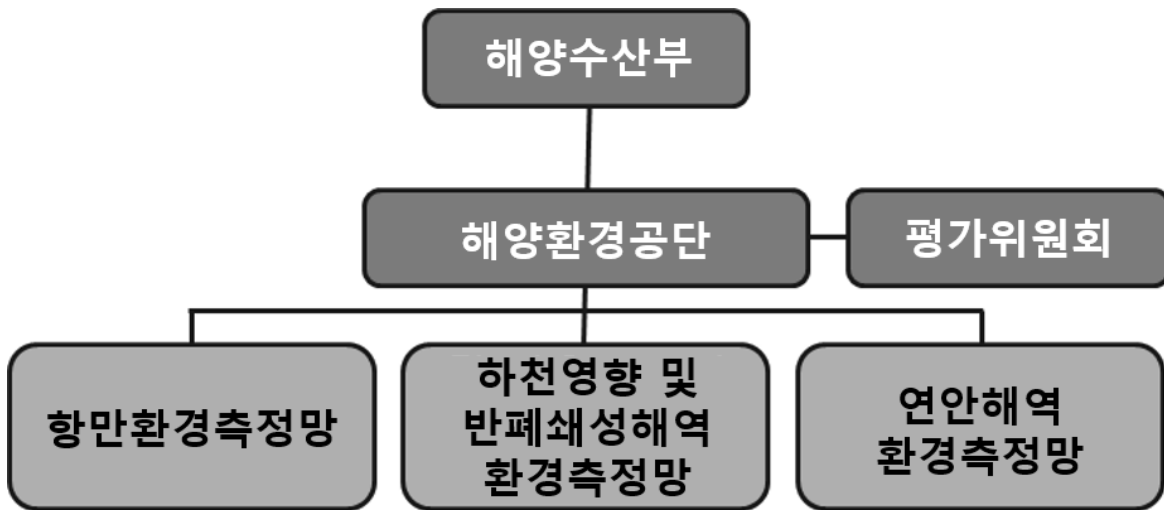 해양수산부
해양환경공단
평가위원회
항만환경측정망
하천영향 및
반폐쇄성해역
환경측정망
연안해역
환경측정망